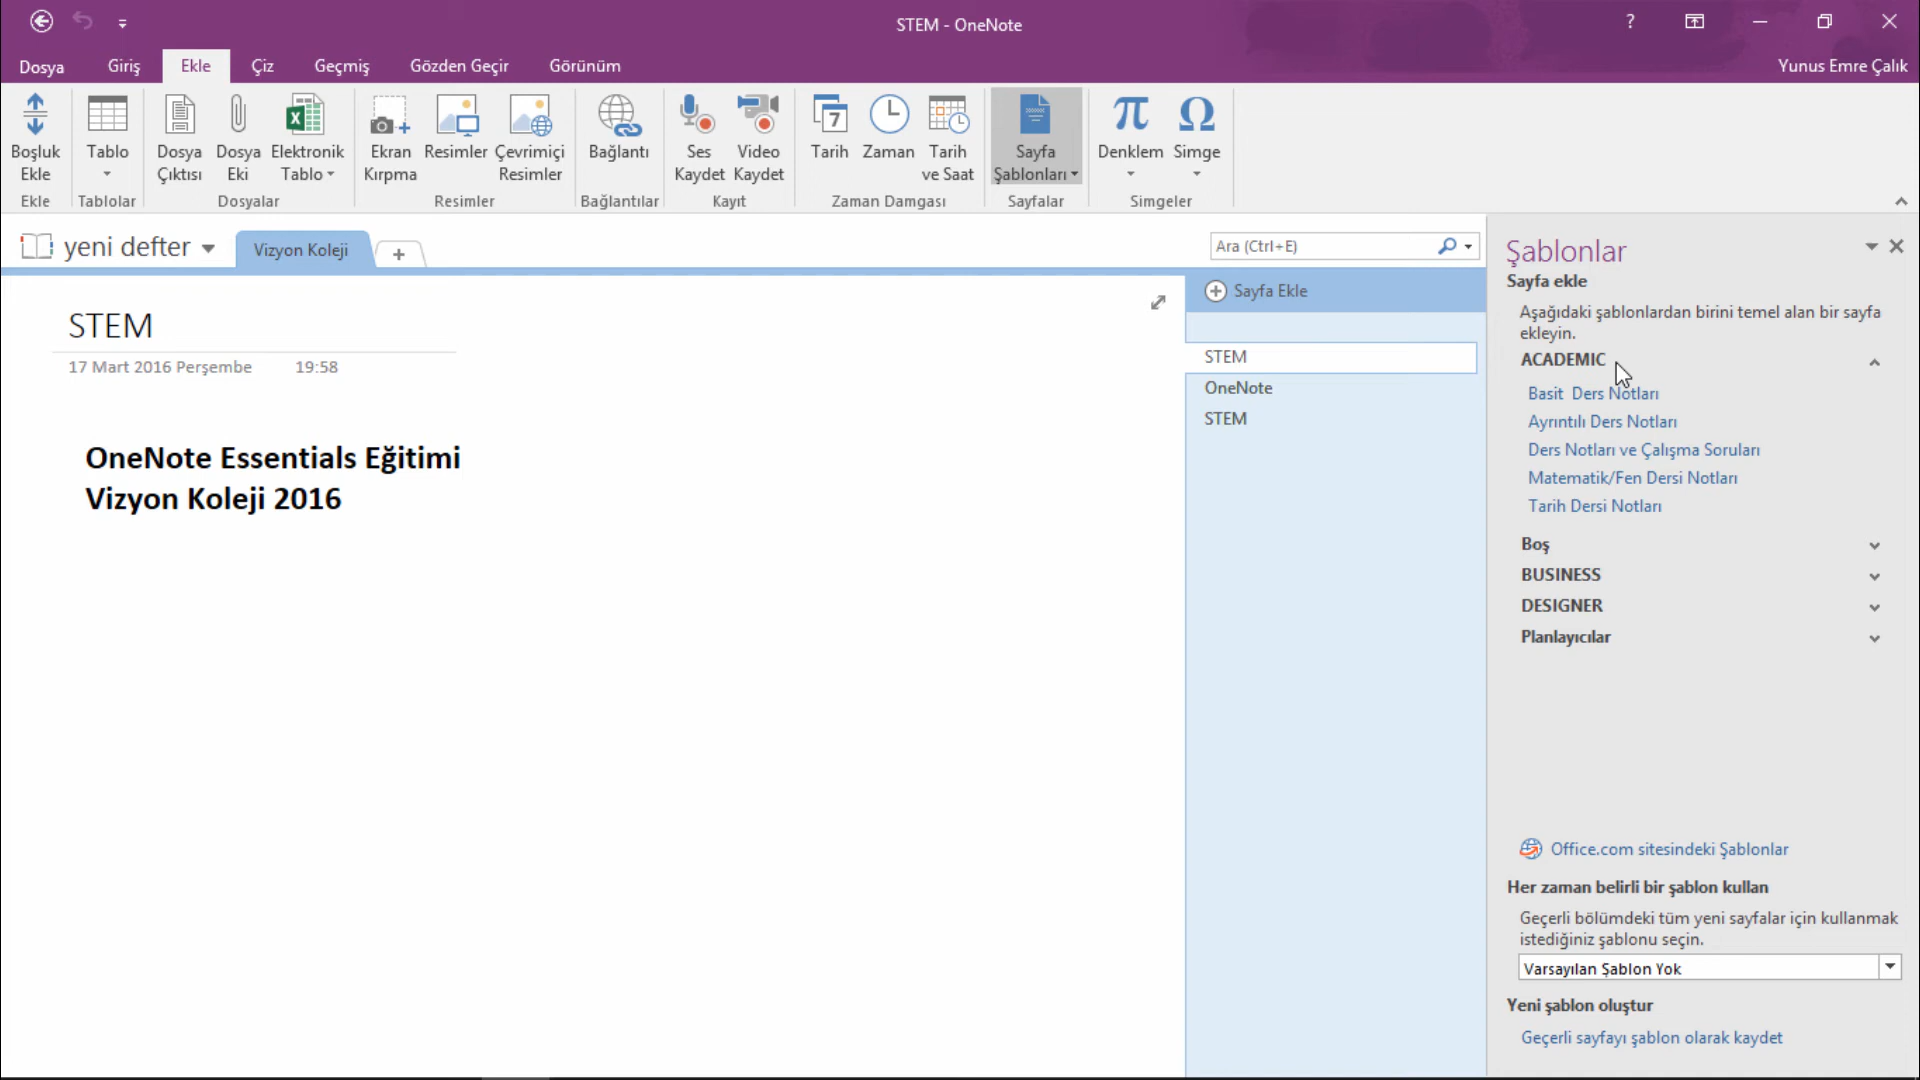 STEM - OneNote
?
Dosya Giriş Ekle Çiz Geçmiş Gözden Geçir Görünüm Yunus Emre Çalık
Boşluk Ekle
Tablo
Dosya Çıktısı
Dosya Eki
Elektronik Tablo
Ekran Kırpma
Resimler
Çevrimiçi Resimler
Bağlantı
Ses Kaydet
Video Kaydet
7
Tarih
Zaman
Tarih ve Saat
Sayfa Şablonları
π
Denklem
Ω
Simge
Ekle Tablolar Dosyalar Resimler Bağlantılar Kayıt Zaman Damgası Sayfalar Simgeler
yeni defter
Vizyon Koleji
+
Ara (Ctrl+E)
STEM
17 Mart 2016 Perşembe 19:58
OneNote Essentials Eğitimi
Vizyon Koleji 2016
Sayfa Ekle
STEM
OneNote
STEM
Şablonlar
Sayfa ekle
Aşağıdaki şablonlardan birini temel alan bir sayfa
ekleyin.
ACADEMIC
Basit Ders Notları
Ayrıntılı Ders Notları
Ders Notları ve Çalışma Soruları
Matematik/Fen Dersi Notları
Tarih Dersi Notları
Boş
BUSINESS
DESIGNER
Planlayıcılar
Office.com sitesindeki Şablonlar
Her zaman belirli bir şablon kullan
Geçerli bölümdeki tüm yeni sayfalar için kullanmak
istediğiniz şablonu seçin.
Varsayılan Şablon Yok
Yeni şablon oluştur
Geçerli sayfayı şablon olarak kaydet